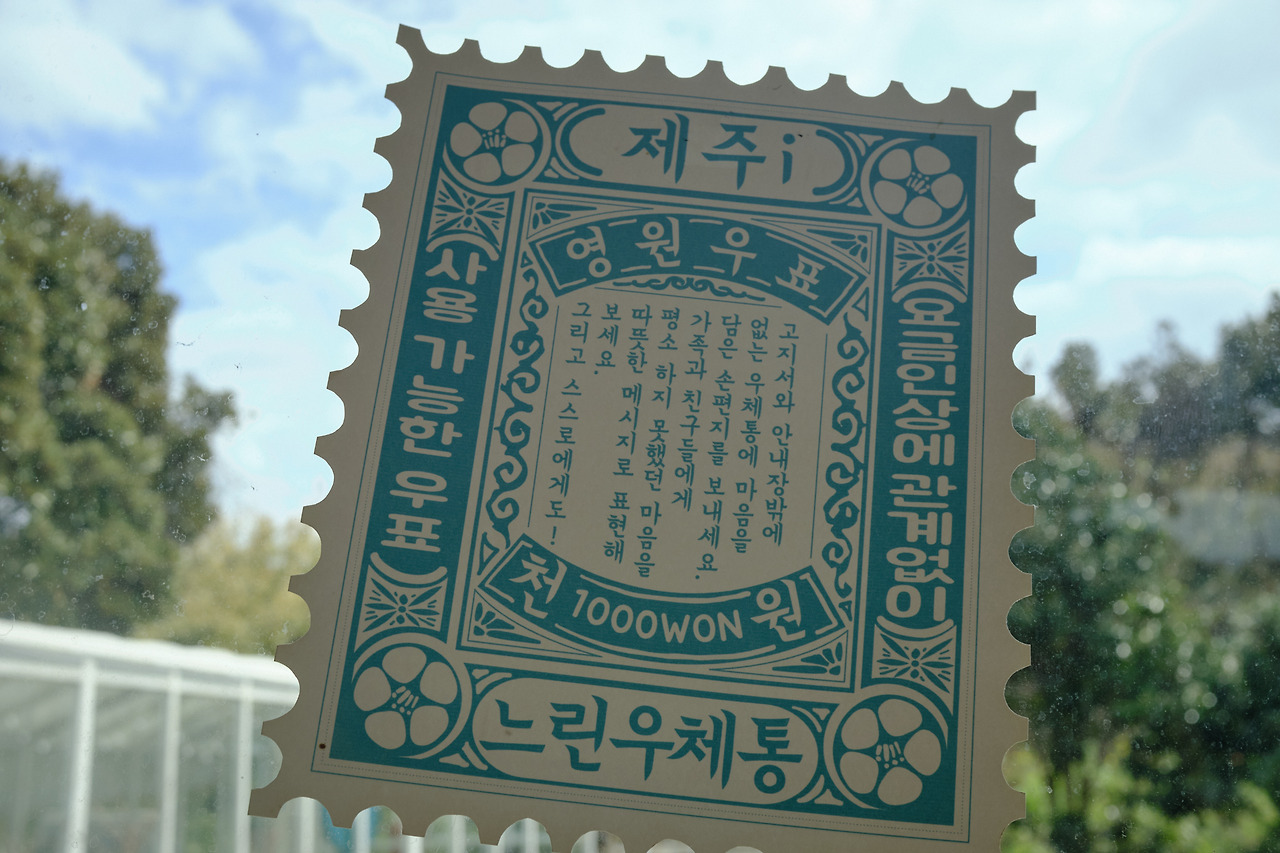 제주i
영원우표
요금인상에관계없이
사용 가능한 우표
고지서와 안내장밖에
없는 우체통에 마음을
담은 손편지를 보내세요.
가족과 친구들에게
평소 하지 못했던 마음을
따뜻한 메시지로 표현해
보세요.
그리고 스스로에게도!
천 1000WON 원
느린우체통